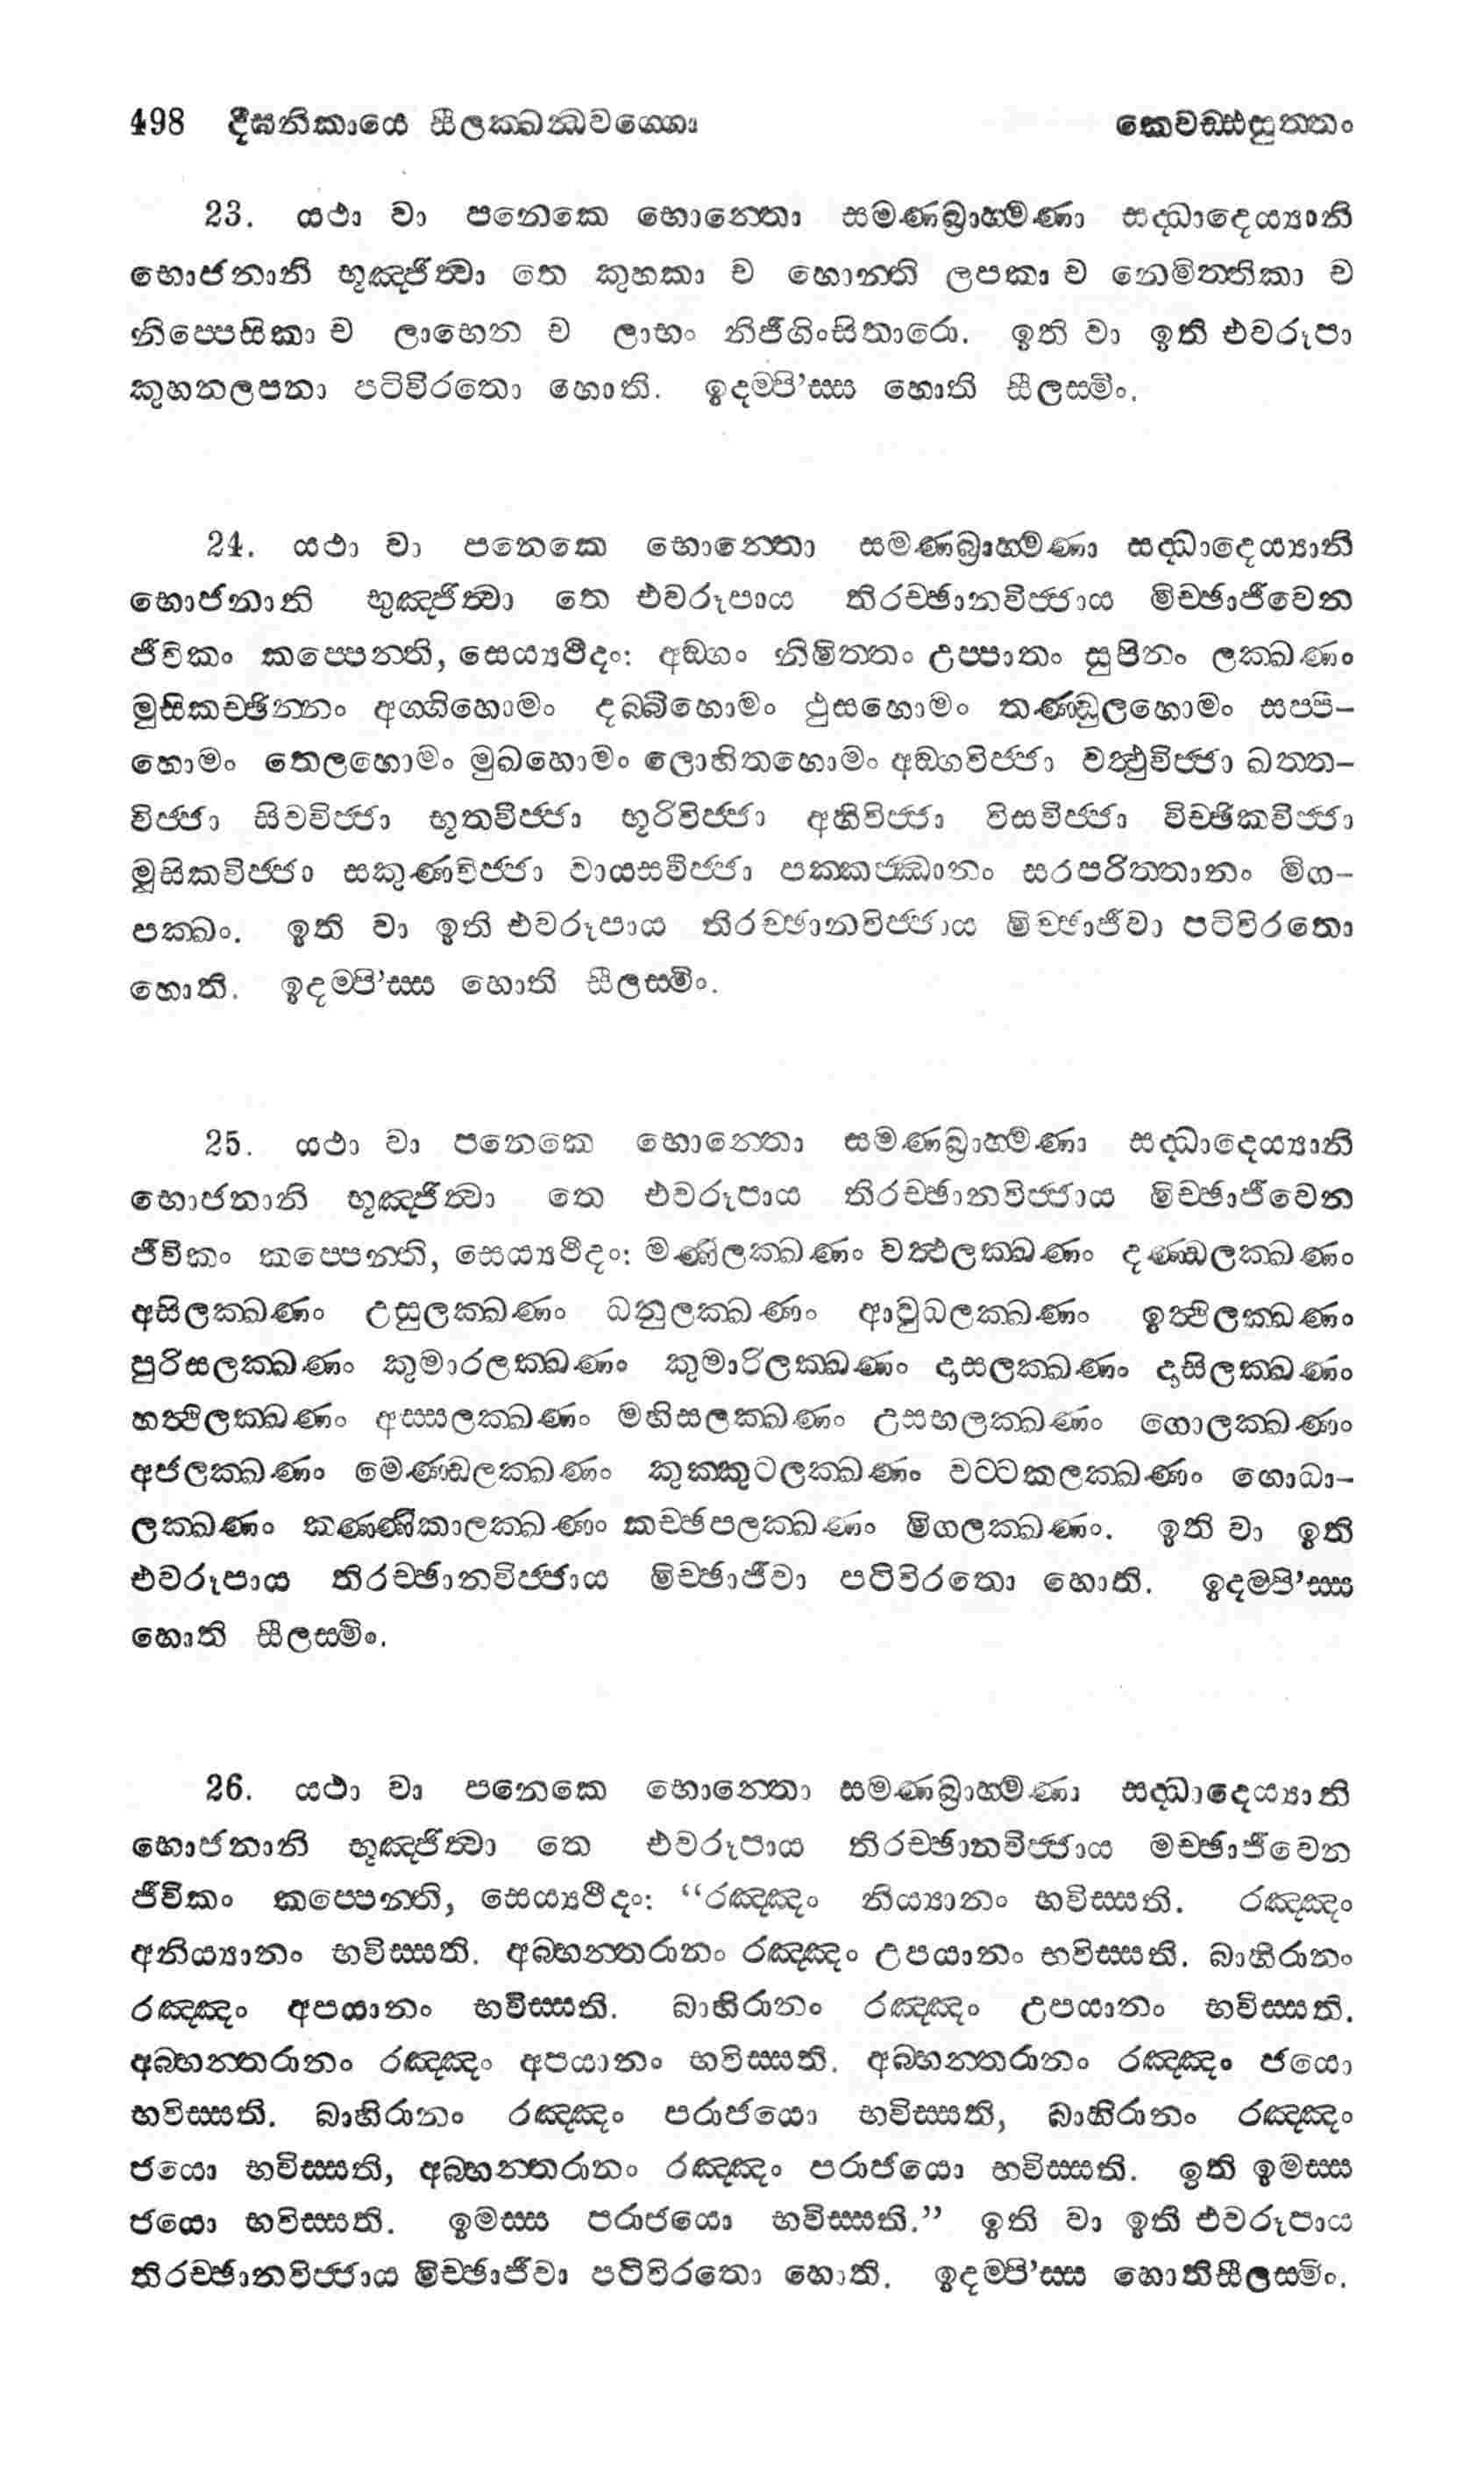 498 දීඝනිකායෙ සීලක්ඛන්ධවග්ගො කෙවඩ්ඪසුත්තං
23. යථා වා පනෙකෙ භොන්තො සමණබ්‍රාහ්මණා සද්ධාදෙය්‍යානි
භොජනානි භූඤ්ජිත්‍වා තෙ කුහකා ච හොන්ති ලපකා ච නෙමිත්තිකා ච
නිප්පෙසිකා ච ලාභෙන ච ලාභං නිජිගිංසිතාරො. ඉති වා ඉති එවරූපා
කුහනලපනා පටිවිරතො හොති. ඉදම්පි’ස්ස හොති සීලස්මිං.
24. යථා වා පනෙකෙ භොන්තො සමණබ්‍රාහ්මණා සද්ධාදෙය්‍යානි
භොජනානි භුඤ්ජිත්‍වා තෙ එවරූපාය තිරච්ඡානවිජ්ජාය මිච්ඡාජීවෙන
ජීවිකං කප්පෙන්ති, සෙය්‍යථීදං: අඞ්ගං නිමිත්තං උප්පාතං සුපිනං ලක්ඛණං
මුසිකච්ඡින්නං අග්ගිහොමං දබ්බිහොමං ථුසහොමං තණ්ඩුලහොමං සප්පි-
හොමං තෙලහොමං මුඛහොමං ලොහිතහොමං අඞ්ගවිජ්ජා වත්‍ථුවිජ්ජා ඛත්ත-
විජ්ජා සිවවිජ්ජා භූතවිජ්ජා භූරිවිජ්ජා අහිවිජ්ජා විසවිජ්ජා විච්ඡිකවිජ්ජා
මූසිකවිජ්ජා සකුණවිජ්ජා වායසවිජ්ජා පක්කජ්ඣානං සරපරිත්තානං මිග-
පක්ඛං. ඉති වා ඉති එවරූපාය තිරච්ඡානවිජ්ජාය මිච්ඡාජීවා පටිවිරතො
හොති. ඉදම්පි’ස්ස හොති සීලස්මිං.
25. යථා වා පනෙකෙ භොන්තො සමණබ්‍රාහ්මණා සද්ධාදෙය්‍යානි
භොජනානි භූඤ්ජිත්‍වා තෙ එවරූපාය තිරච්ඡානවිජ්ජාය මිච්ඡාජීවෙන
ජීවිකං කප්පෙන්ති, සෙය්‍යථීදං: මණිලක්ඛණං වත්‍ථලක්ඛණං දණ්ඩලක්ඛණං
අසිලක්ඛණං උසුලක්ඛණං ධනුලක්ඛණං ආවුධලක්ඛණං ඉත්‍ථිලක්ඛණං
පුරිසලක්ඛණං කුමාරලක්ඛණං කුමාරිලක්ඛණං දාසලක්ඛණං දාසිලක්ඛණං
හත්‍ථිලක්ඛණං අස්සලක්ඛණං මහිසලක්ඛණං උසභලක්ඛණං ගොලක්ඛණං
අජලක්ඛණං මෙණ්ඩලක්ඛණං කුක්කුටලක්ඛණං වට්ටකලක්ඛණං ගොධා-
ලක්ඛණං කණ්ණිකාලක්ඛණං කච්ඡපලක්ඛණං මිගලක්ඛණං. ඉති වා ඉති
එවරූපාය තිරච්ඡානවිජ්ජාය මිච්ඡාජීවා පටිවිරතො හොති. ඉදම්පි’ස්ස
හොති සීලස්මිං.
26. යථා වා පනෙකෙ භොන්තො සමණබ්‍රාහ්මණා සද්ධාදෙය්‍යානි
භොජනානි භූඤ්ජිත්‍වා තෙ එවරූපාය තිරච්ඡානවිජ්ජාය මච්ඡාජීවෙන
ජීවිකං කප්පෙන්ති, සෙය්‍යථීදං: “රඤ්ඤං නිය්‍යානං භවිස්සති. රඤ්ඤං
අනිය්‍යානං භවිස්සති. අබ්භන්තරානං රඤ්ඤං උපයානං භවිස්සති. බාහිරානං
රඤ්ඤං අපයානං භවිස්සති. බාහිරානං රඤ්ඤං උපයානං භවිස්සති.
අබ්භන්තරානං රඤ්ඤං අපයානං භවිස්සති. අබ්භන්තරානං රඤ්ඤං ජයො
භවිස්සති. බාහිරානං රඤ්ඤං පරාජයො භවිස්සති, බාහිරානං රඤ්ඤං
ජයො භවිස්සති, අබ්භන්තරානං රඤ්ඤං පරාජයො භවිස්සති. ඉති ඉමස්ස
ජයො භවිස්සති. ඉමස්ස පරාජයො භවිස්සති.” ඉති වා ඉති එවරූපාය
තිරච්ඡානවිජ්ජාය මිච්ඡාජීවා පටිවිරතො හොති. ඉදම්පි’ස්ස හොතිසීලස්මිං.